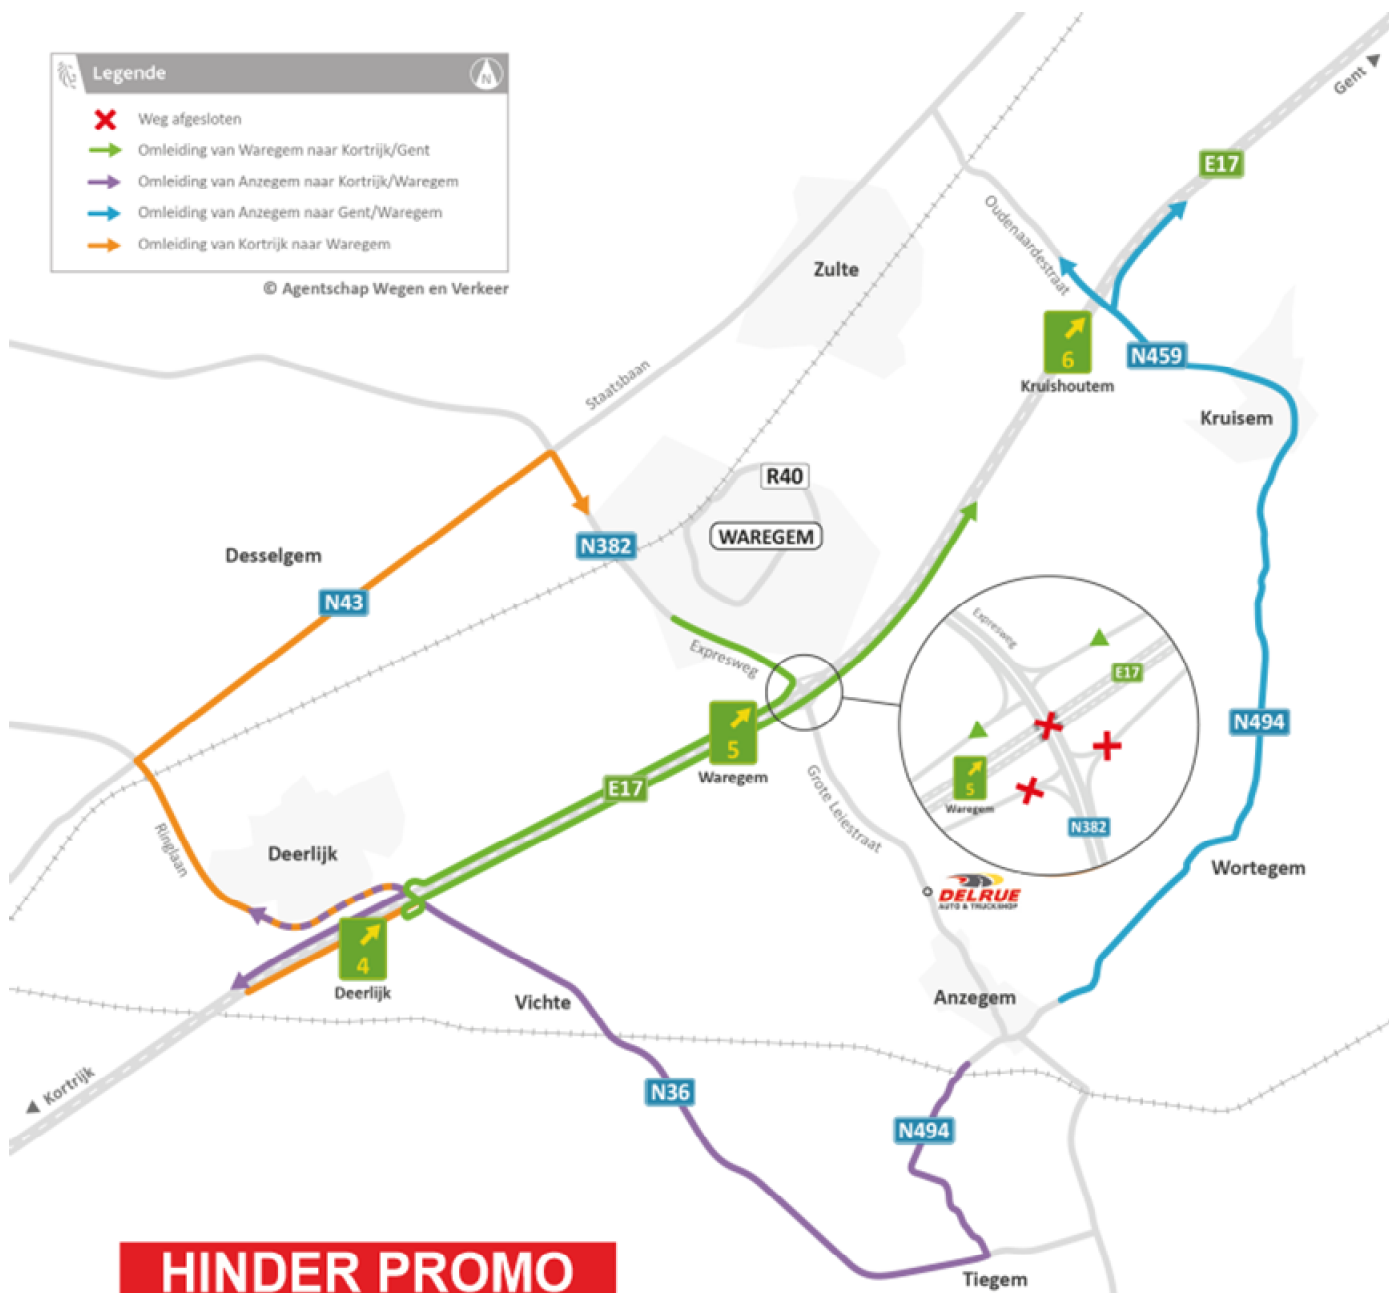 Legende
N
Weg afgesloten
Omleiding van Waregem naar Kortrijk/Gent
Omleiding van Anzegem naar Kortrijk/Waregem
Omleiding van Anzegem naar Gent/Waregem
Omleiding van Kortrijk naar Waregem
© Agentschap Wegen en Verkeer
Gent
E17
Oudenaardestraat
Zulte
6
Kruishoutem
N459
Kruisem
Staatsbaan
R40
WAREGEM
N382
Desselgem
N43
Expresweg
Expresweg
E17
5
Waregem
N382
5
Waregem
E17
N494
Grote Leiestraat
Ringlaan
Deerlijk
DELRUE
AUTO & TRUCKSHOP
Wortegem
4
Deerlijk
Vichte
Anzegem
Kortrijk
N36
N494
Tiegem
HINDER PROMO